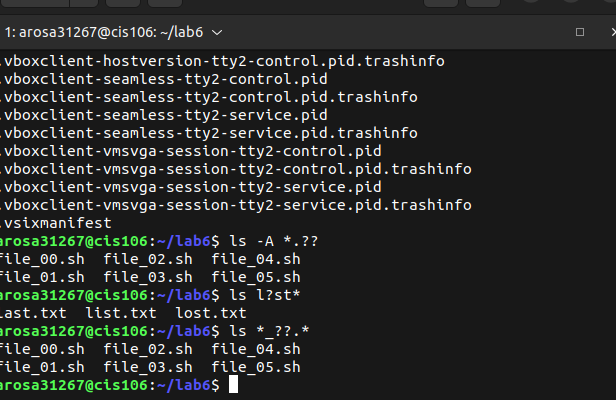 1: arosa31267@cis106: ~/lab6
.vboxclient-hostversion-tty2-control.pid.trashinfo
.vboxclient-seamless-tty2-control.pid
.vboxclient-seamless-tty2-control.pid.trashinfo
.vboxclient-seamless-tty2-service.pid
.vboxclient-seamless-tty2-service.pid.trashinfo
.vboxclient-vmsvga-session-tty2-control.pid
.vboxclient-vmsvga-session-tty2-control.pid.trashinfo
.vboxclient-vmsvga-session-tty2-service.pid
.vboxclient-vmsvga-session-tty2-service.pid.trashinfo
.vsixmanifest
arosa31267@cis106:~/lab6$ ls -A *.??
file_00.sh  file_02.sh  file_04.sh
file_01.sh  file_03.sh  file_05.sh
arosa31267@cis106:~/lab6$ ls l?st*
last.txt  list.txt  lost.txt
arosa31267@cis106:~/lab6$ ls *_??.*
file_00.sh  file_02.sh  file_04.sh
file_01.sh  file_03.sh  file_05.sh
arosa31267@cis106:~/lab6$